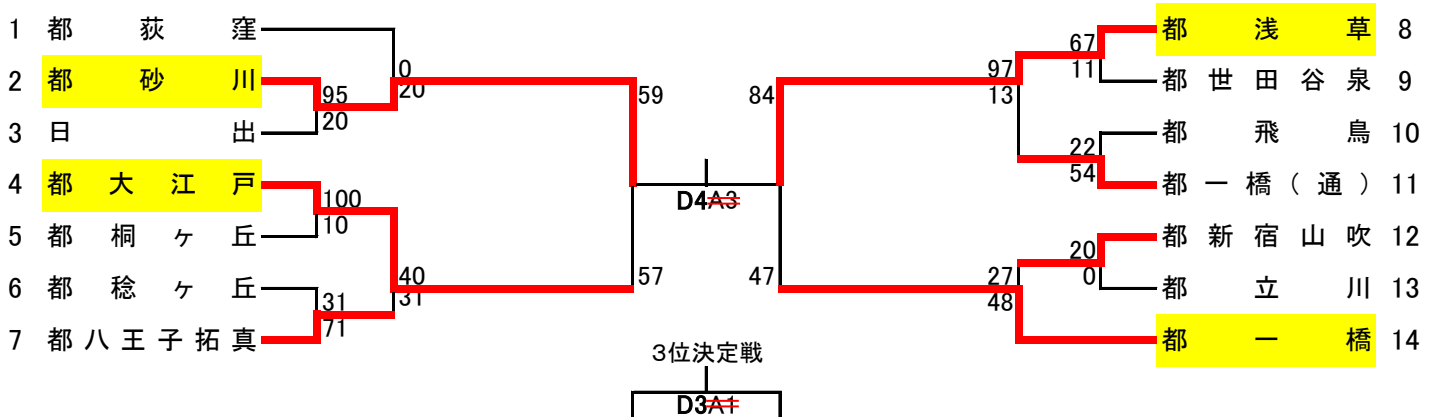 1 都荻窪
2 都砂川
3 日出
4 都大江戸
5 都桐ヶ丘
6 都稔ヶ丘
7 都八王子拓真
0
20
95
20
100
10
40
31
31
71
59
57
D4A3
84
47
97
13
67
11
22
54
20
0
27
48
都浅草 8
都世田谷泉 9
都飛鳥 10
都一橋(通) 11
都新宿山吹 12
都立川 13
都一橋 14
3位決定戦
D3A1